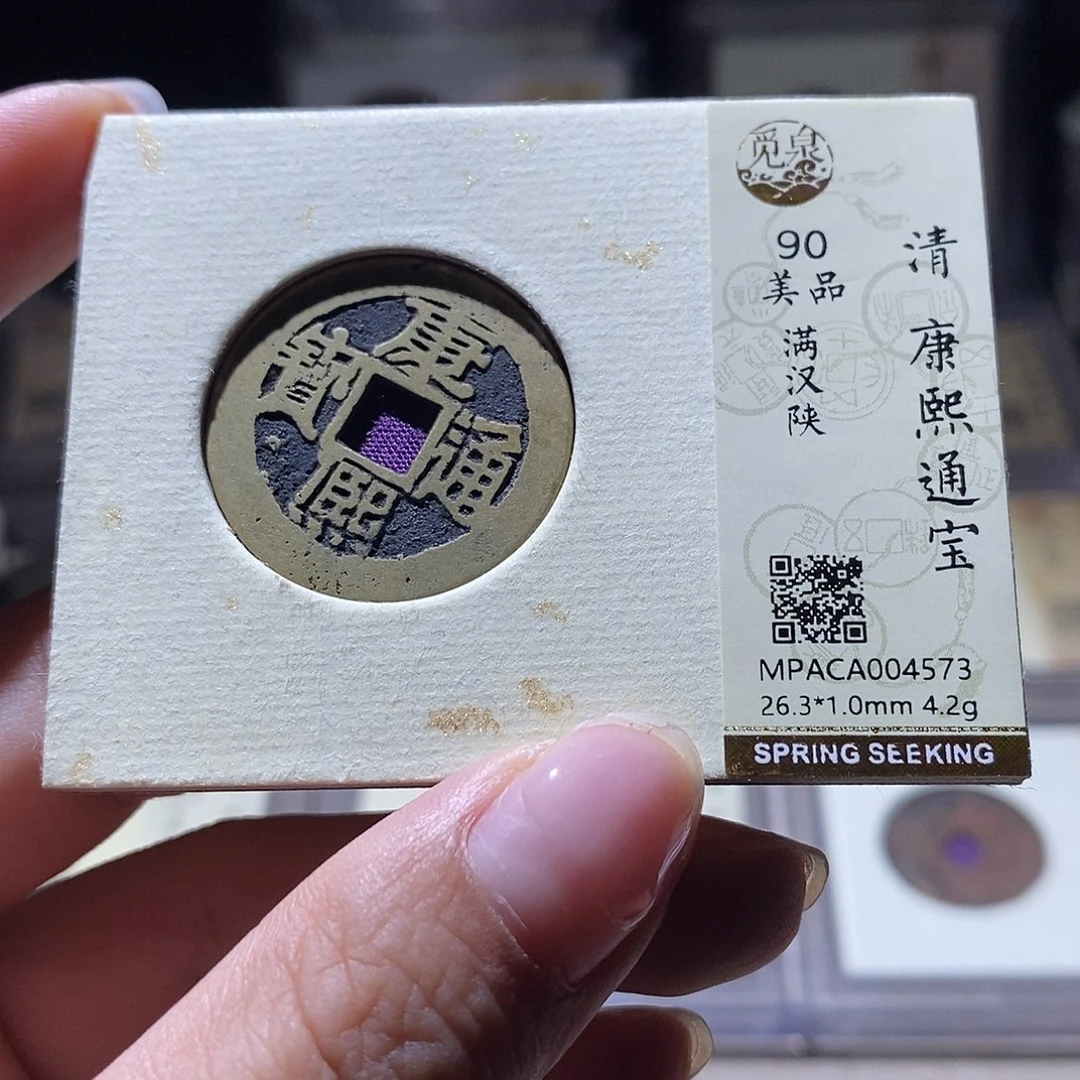 康熙通寶
觅泉
90
美品
满汉陕
清 康熙通宝
MPACA004573
26.3*1.0mm 4.2g
SPRING SEEKING